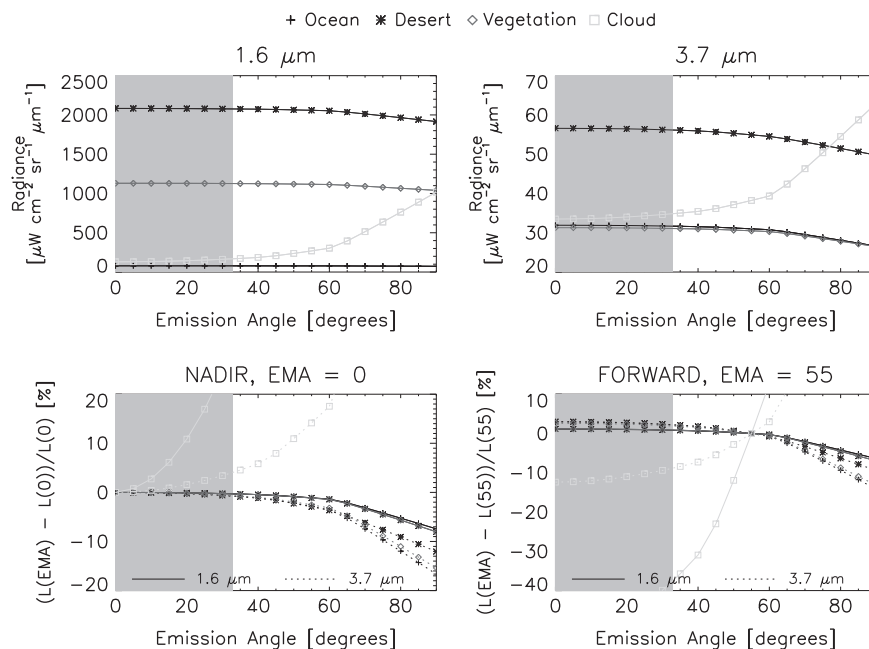 + Ocean ✱ Desert ◇ Vegetation □ Cloud
1.6 μm
Radiance
[μW cm⁻² sr⁻¹ μm⁻¹]
2500
2000
1500
1000
500
0
0 20 40 60 80
Emission Angle [degrees]
3.7 μm
Radiance
[μW cm⁻² sr⁻¹ μm⁻¹]
70
60
50
40
30
20
0 20 40 60 80
Emission Angle [degrees]
NADIR, EMA = 0
(L(EMA) − L(0))/L(0) [%]
20
10
0
−10
−20
1.6 μm 3.7 μm
0 20 40 60 80
Emission Angle [degrees]
FORWARD, EMA = 55
(L(EMA) − L(55))/L(55) [%]
10
0
−10
−20
−30
−40
1.6 μm 3.7 μm
0 20 40 60 80
Emission Angle [degrees]